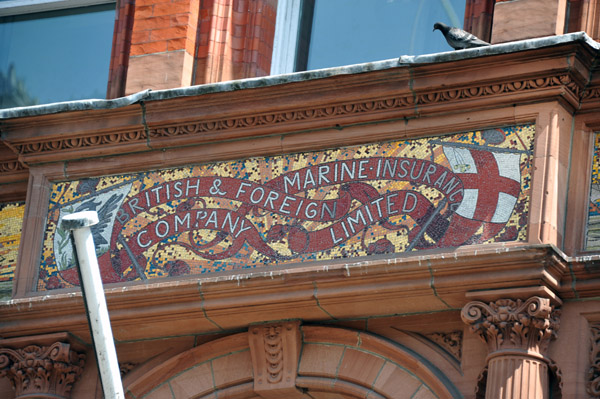 BRITISH & FOREIGN MARINE·INSURANCE
COMPANY LIMITED